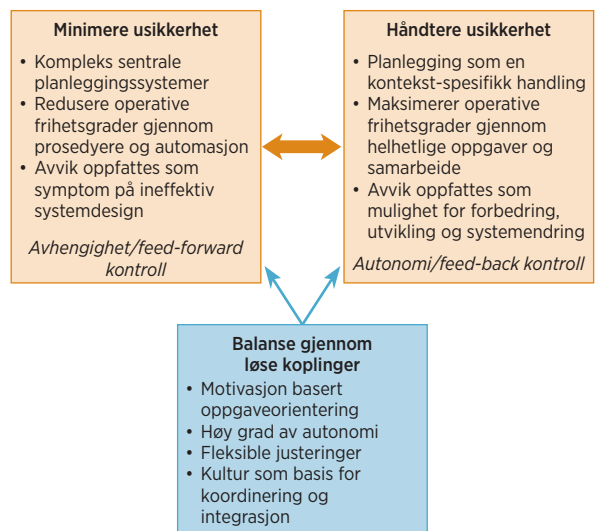 Minimere usikkerhet
• Kompleks sentrale
planleggingssystemer
• Redusere operative
frihetsgrader gjennom
prosedyere og automasjon
• Avvik oppfattes som
symptom på ineffektiv
systemdesign
Avhengighet/feed-forward
kontroll
Håndtere usikkerhet
• Planlegging som en
kontekst-spesifikk handling
• Maksimerer operative
frihetsgrader gjennom
helhetlige oppgaver og
samarbeide
• Avvik oppfattes som
mulighet for forbedring,
utvikling og systemendring
Autonomi/feed-back kontroll
Balanse gjennom
løse koplinger
• Motivasjon basert
oppgaveorientering
• Høy grad av autonomi
• Fleksible justeringer
• Kultur som basis for
koordinering og
integrasjon